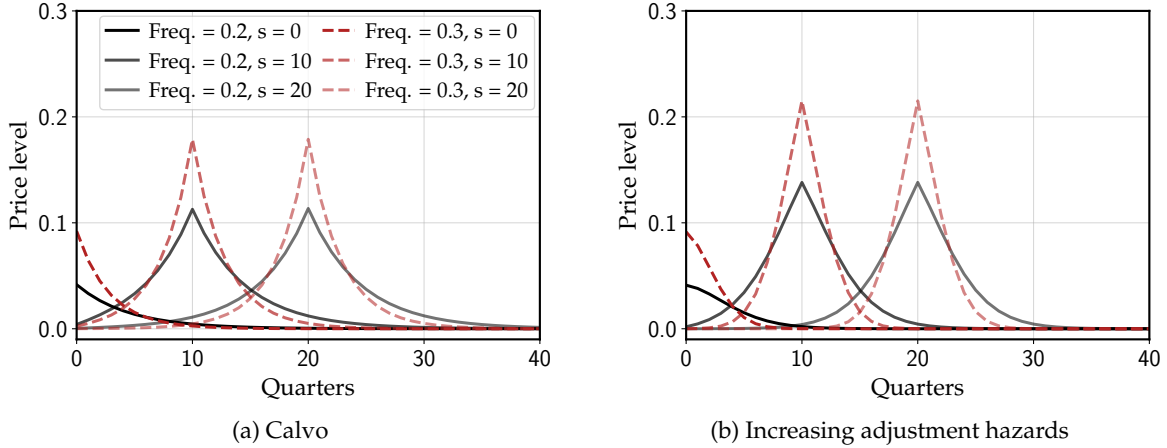 0.3
0.2
0.1
0.0
Price level
Freq. = 0.2, s = 0
Freq. = 0.2, s = 10
Freq. = 0.2, s = 20
Freq. = 0.3, s = 0
Freq. = 0.3, s = 10
Freq. = 0.3, s = 20
0 10 20 30 40
Quarters
(a) Calvo
0.3
0.2
0.1
0.0
Price level
0 10 20 30 40
Quarters
(b) Increasing adjustment hazards